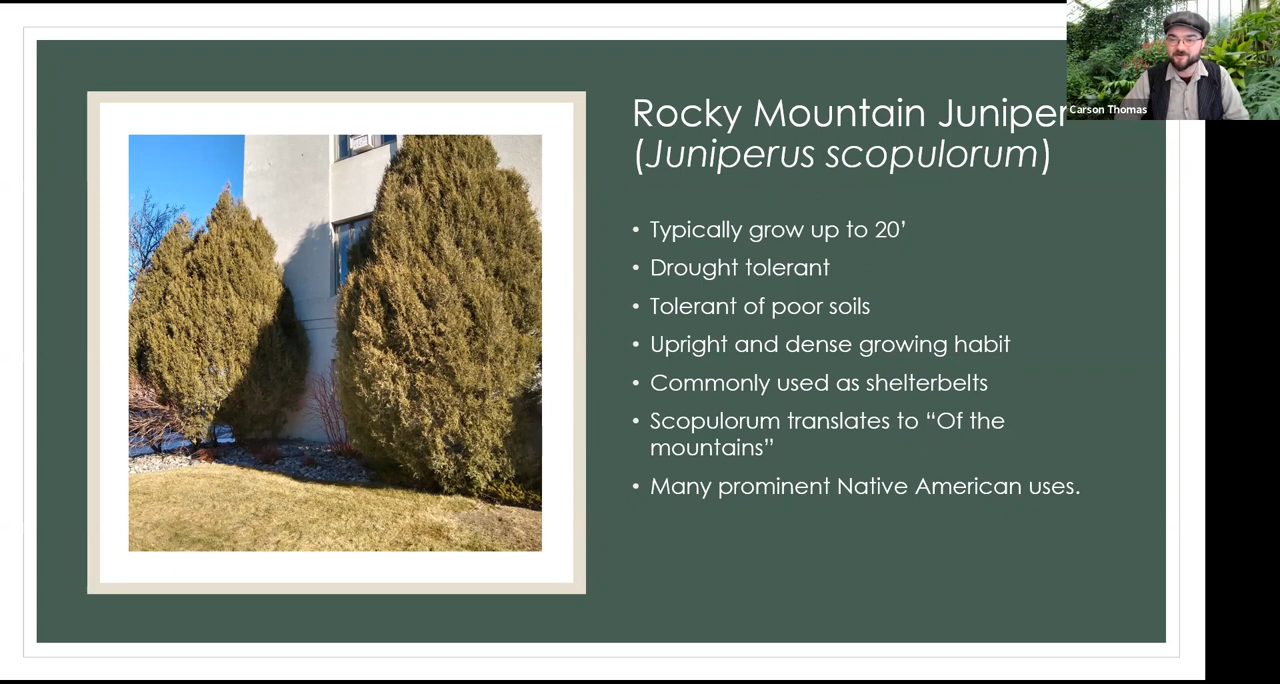 Rocky Mountain Juniper
(Juniperus scopulorum)
Carson Thomas
• Typically grow up to 20’
• Drought tolerant
• Tolerant of poor soils
• Upright and dense growing habit
• Commonly used as shelterbelts
• Scopulorum translates to “Of the
mountains”
• Many prominent Native American uses.